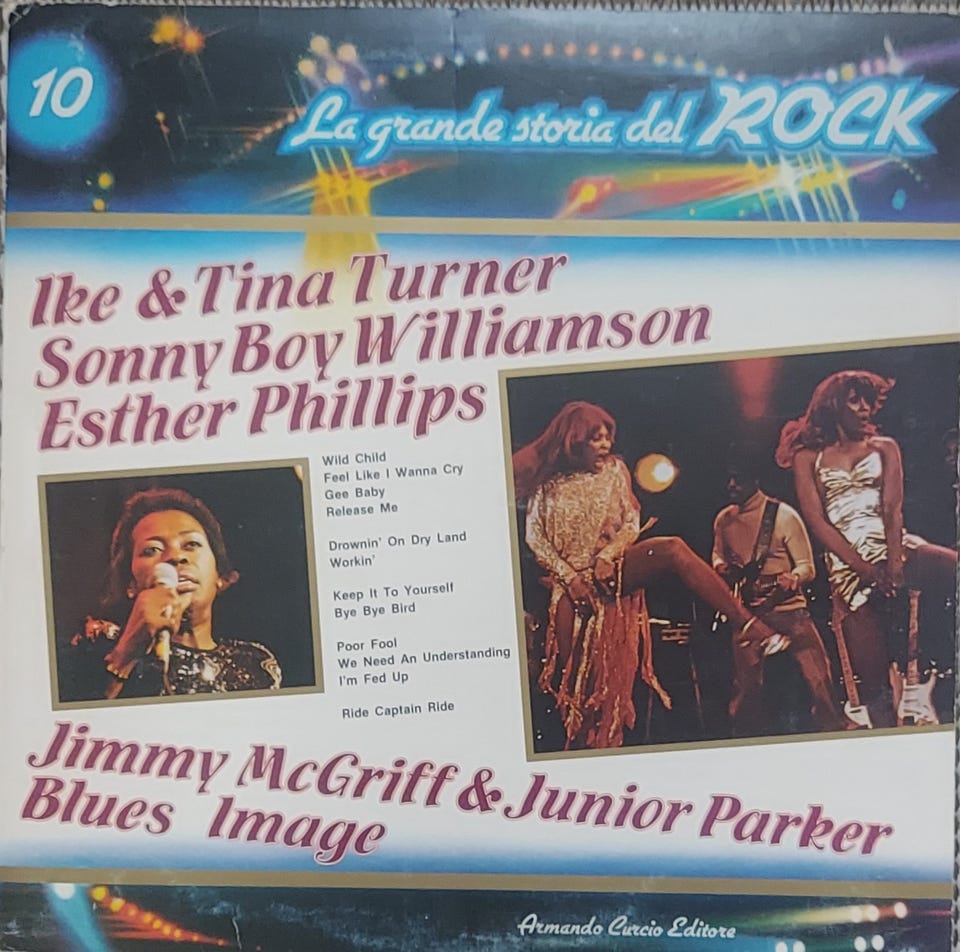 10
La grande storia del ROCK
Ike & Tina Turner
Sonny Boy Williamson
Esther Phillips
Wild Child
Feel Like I Wanna Cry
Gee Baby
Release Me
Drownin' On Dry Land
Workin'
Keep It To Yourself
Bye Bye Bird
Poor Fool
We Need An Understanding
I'm Fed Up
Ride Captain Ride
Jimmy McGriff & Junior Parker
Blues Image
Armando Curcio Editore